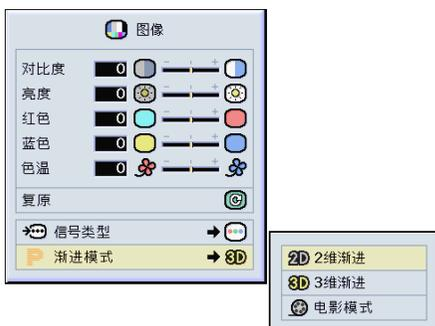 图像
对比度 0
亮度 0
红色 0
蓝色 0
色温 0
复原
信号类型
P 渐进模式 3D
2D 2维渐进
3D 3维渐进
电影模式